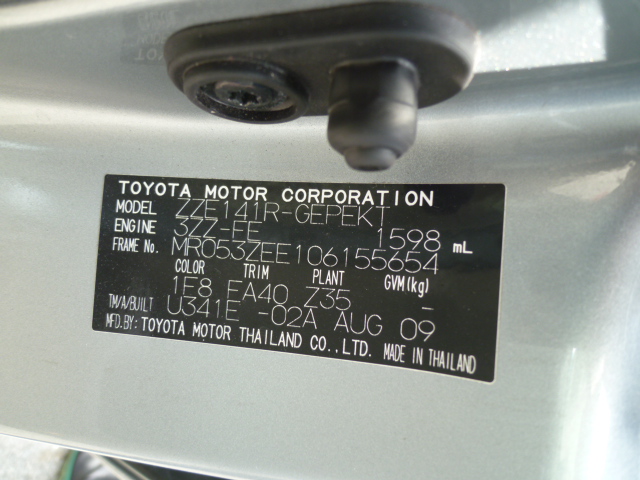 TOYOTA MOTOR CORPORATION
MODEL ZZE141R-GEPEKT
ENGINE 3ZZ-FE 1598 mL
FRAME No. MR053ZEE106155654
COLOR TRIM PLANT GVM(kg)
1E8 EA40 Z35 -
TM/A/BUILT U341E -02A AUG 09
MFD.BY: TOYOTA MOTOR THAILAND CO., LTD. MADE IN THAILAND